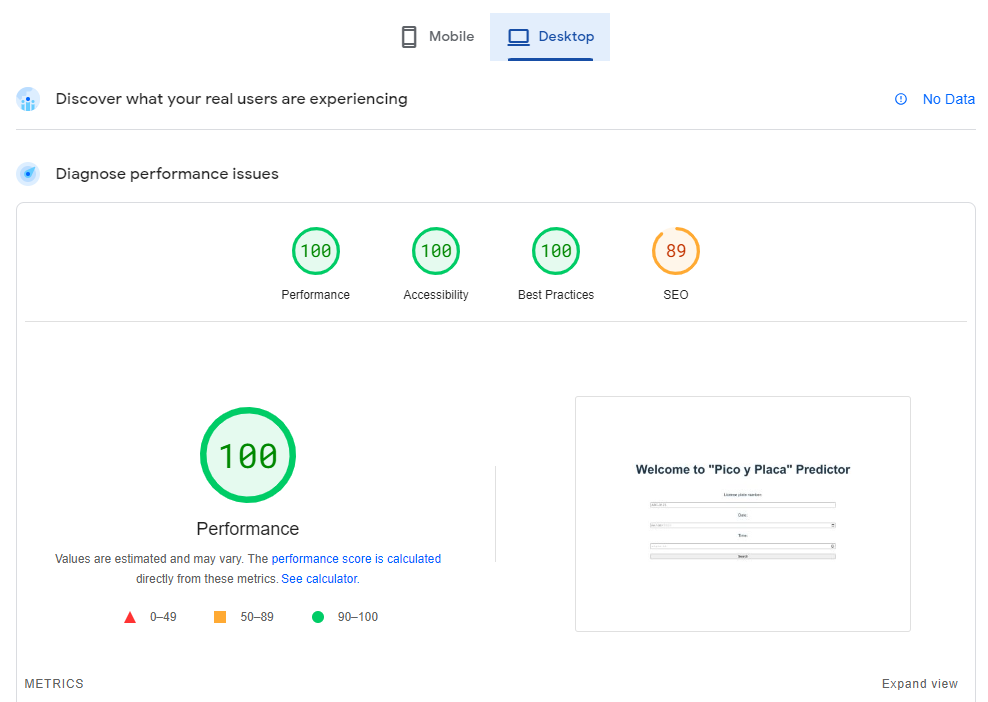 Mobile
Desktop
Discover what your real users are experiencing
No Data
Diagnose performance issues
100
100
100
89
Performance
Accessibility
Best Practices
SEO
100
Performance
Values are estimated and may vary. The performance score is calculated
directly from these metrics. See calculator.
0–49
50–89
90–100
Welcome to "Pico y Placa" Predictor
License plate number:
Date:
Time:
Search
METRICS
Expand view